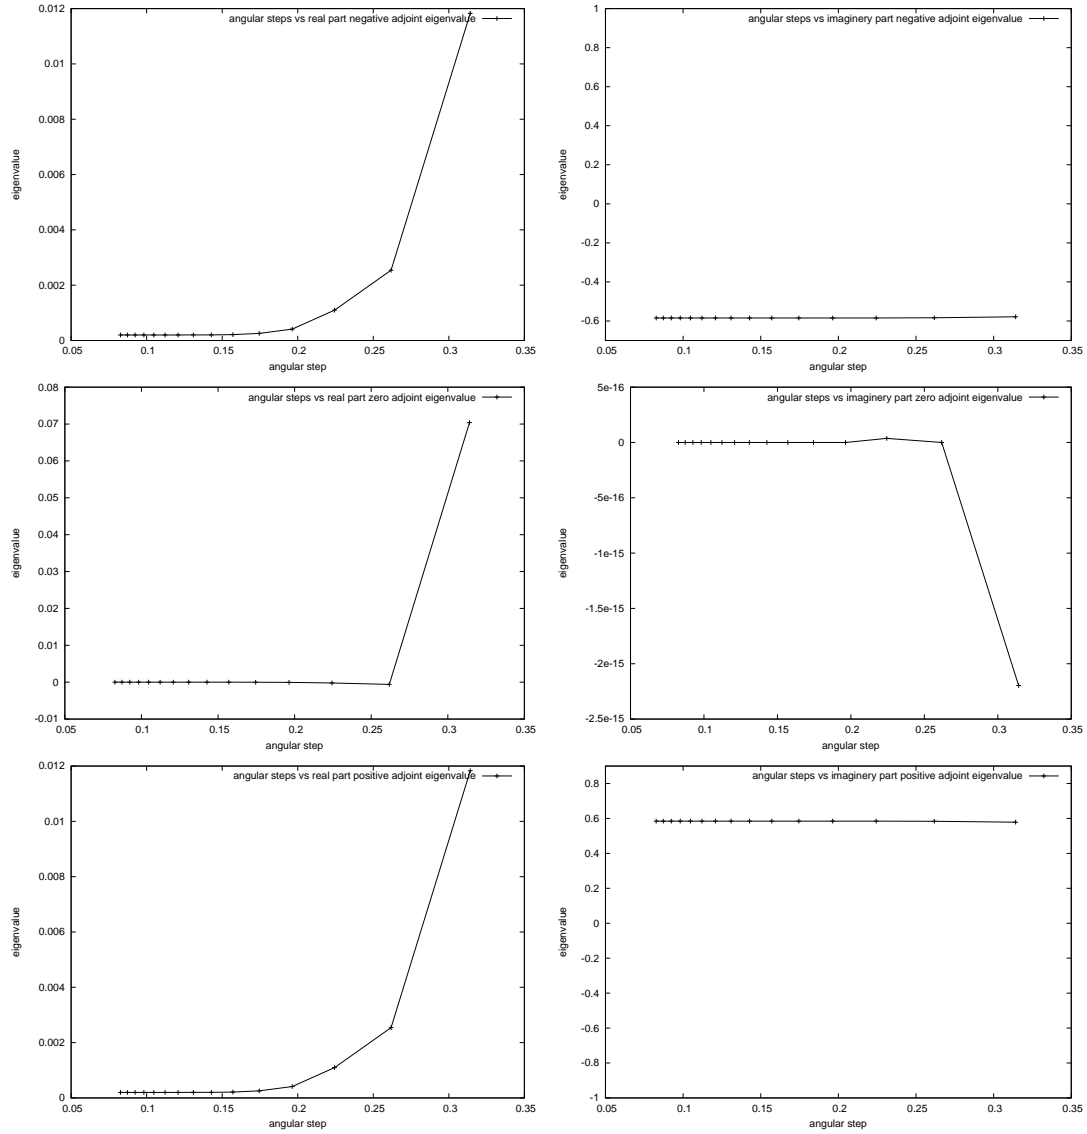 angular steps vs real part negative adjoint eigenvalue
0.012
0.01
0.008
0.006
0.004
0.002
0
eigenvalue
0.05 0.1 0.15 0.2 0.25 0.3 0.35
angular step
angular steps vs imaginery part negative adjoint eigenvalue
1
0.8
0.6
0.4
0.2
0
-0.2
-0.4
-0.6
eigenvalue
0.05 0.1 0.15 0.2 0.25 0.3 0.35
angular step
angular steps vs real part zero adjoint eigenvalue
0.08
0.07
0.06
0.05
0.04
0.03
0.02
0.01
0
-0.01
eigenvalue
0.05 0.1 0.15 0.2 0.25 0.3 0.35
angular step
angular steps vs imaginery part zero adjoint eigenvalue
5e-16
0
-5e-16
-1e-15
-1.5e-15
-2e-15
-2.5e-15
eigenvalue
0.05 0.1 0.15 0.2 0.25 0.3 0.35
angular step
angular steps vs real part positive adjoint eigenvalue
0.012
0.01
0.008
0.006
0.004
0.002
0
eigenvalue
0.05 0.1 0.15 0.2 0.25 0.3 0.35
angular step
angular steps vs imaginery part positive adjoint eigenvalue
0.8
0.6
0.4
0.2
0
-0.2
-0.4
-0.6
-0.8
-1
eigenvalue
0.05 0.1 0.15 0.2 0.25 0.3 0.35
angular step